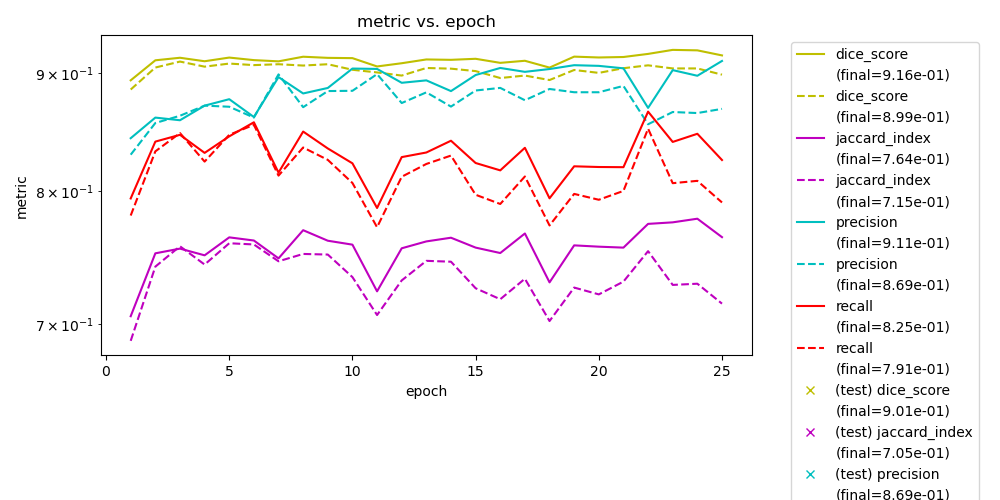 metric vs. epoch
metric
9 × 10⁻¹
8 × 10⁻¹
7 × 10⁻¹
0 5 10 15 20 25
epoch
dice_score
(final=9.16e-01)
dice_score
(final=8.99e-01)
jaccard_index
(final=7.64e-01)
jaccard_index
(final=7.15e-01)
precision
(final=9.11e-01)
precision
(final=8.69e-01)
recall
(final=8.25e-01)
recall
(final=7.91e-01)
(test) dice_score
(final=9.01e-01)
(test) jaccard_index
(final=7.05e-01)
(test) precision
(final=8.69e-01)